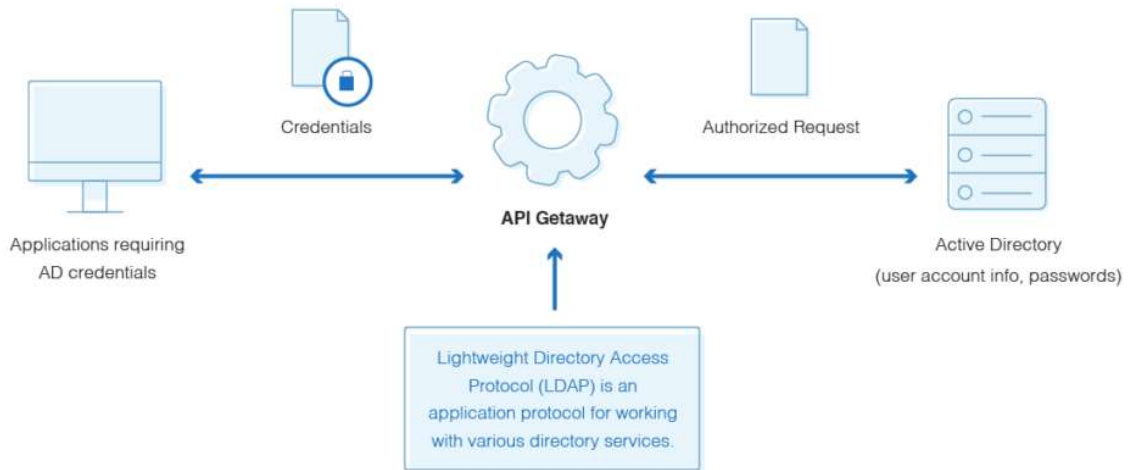 Credentials
Authorized Request
API Getaway
Applications requiring
AD credentials
Active Directory
(user account info, passwords)
Lightweight Directory Access
Protocol (LDAP) is an
application protocol for working
with various directory services.